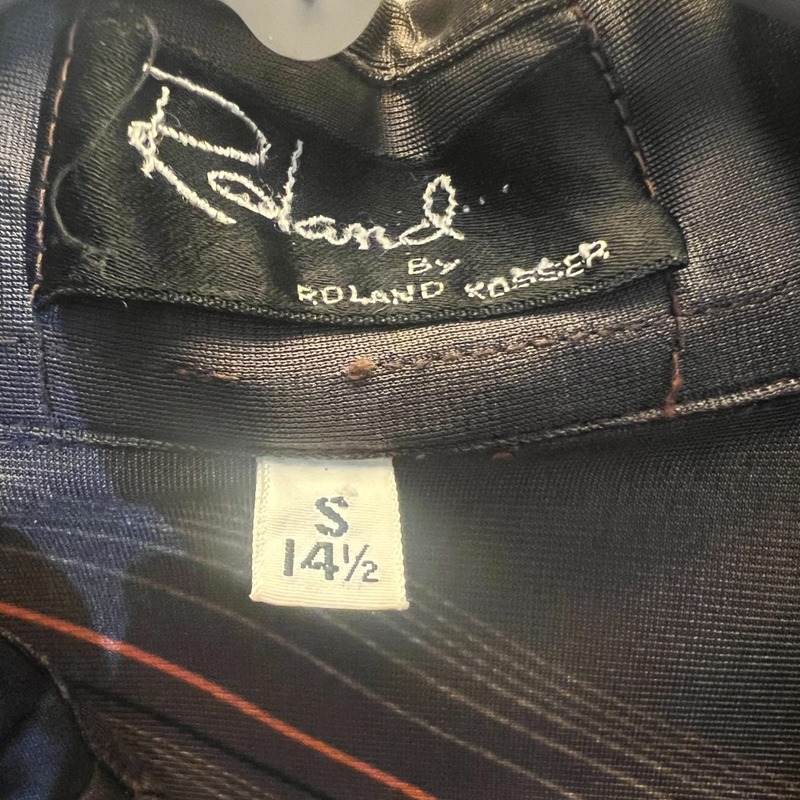 Roland
BY
ROLAND KOSSER
S
14½